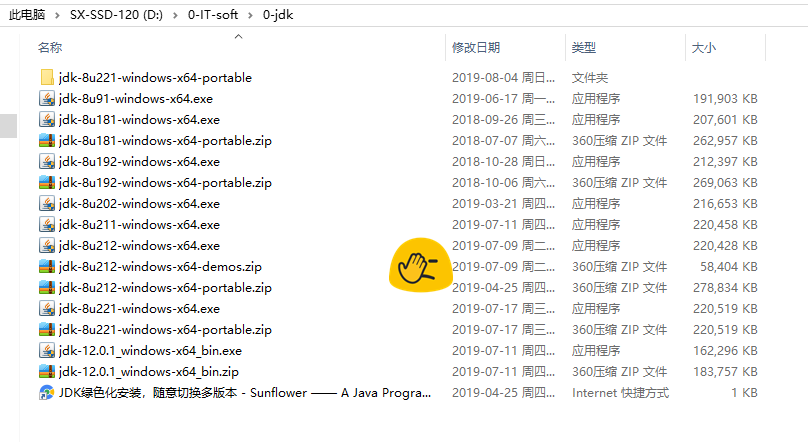 此电脑 > SX-SSD-120 (D:) > 0-IT-soft > 0-jdk
名称 修改日期 类型 大小
jdk-8u221-windows-x64-portable 2019-08-04 周日... 文件夹
jdk-8u91-windows-x64.exe 2019-06-17 周一... 应用程序 191,903 KB
jdk-8u181-windows-x64.exe 2018-09-26 周三... 应用程序 207,601 KB
jdk-8u181-windows-x64-portable.zip 2018-07-07 周六... 360压缩 ZIP 文件 262,957 KB
jdk-8u192-windows-x64.exe 2018-10-28 周日... 应用程序 212,397 KB
jdk-8u192-windows-x64-portable.zip 2018-10-06 周六... 360压缩 ZIP 文件 269,063 KB
jdk-8u202-windows-x64.exe 2019-03-21 周四... 应用程序 216,653 KB
jdk-8u211-windows-x64.exe 2019-07-11 周四... 应用程序 220,458 KB
jdk-8u212-windows-x64.exe 2019-07-09 周二... 应用程序 220,428 KB
jdk-8u212-windows-x64-demos.zip 2019-07-09 周二... 360压缩 ZIP 文件 58,404 KB
jdk-8u212-windows-x64-portable.zip 2019-04-25 周四... 360压缩 ZIP 文件 278,834 KB
jdk-8u221-windows-x64.exe 2019-07-17 周三... 应用程序 220,519 KB
jdk-8u221-windows-x64-portable.zip 2019-07-17 周三... 360压缩 ZIP 文件 220,519 KB
jdk-12.0.1_windows-x64_bin.exe 2019-07-11 周四... 应用程序 162,296 KB
jdk-12.0.1_windows-x64_bin.zip 2019-07-11 周四... 360压缩 ZIP 文件 183,757 KB
JDK绿色化安装，随意切换多版本 - Sunflower —— A Java Progra... 2019-04-25 周四... Internet 快捷方式 1 KB